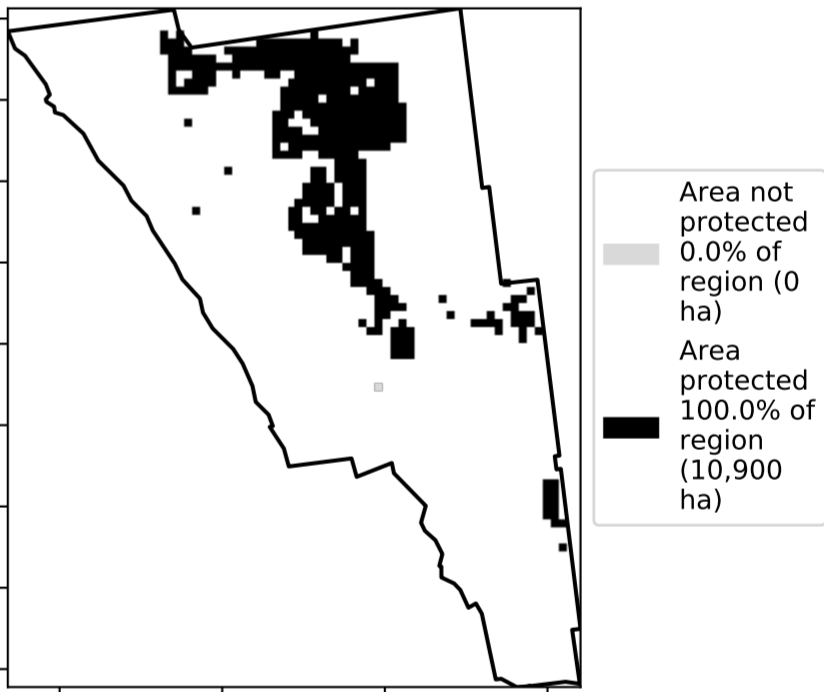 Area not
protected
0.0% of
region (0
ha)
Area
protected
100.0% of
region
(10,900
ha)